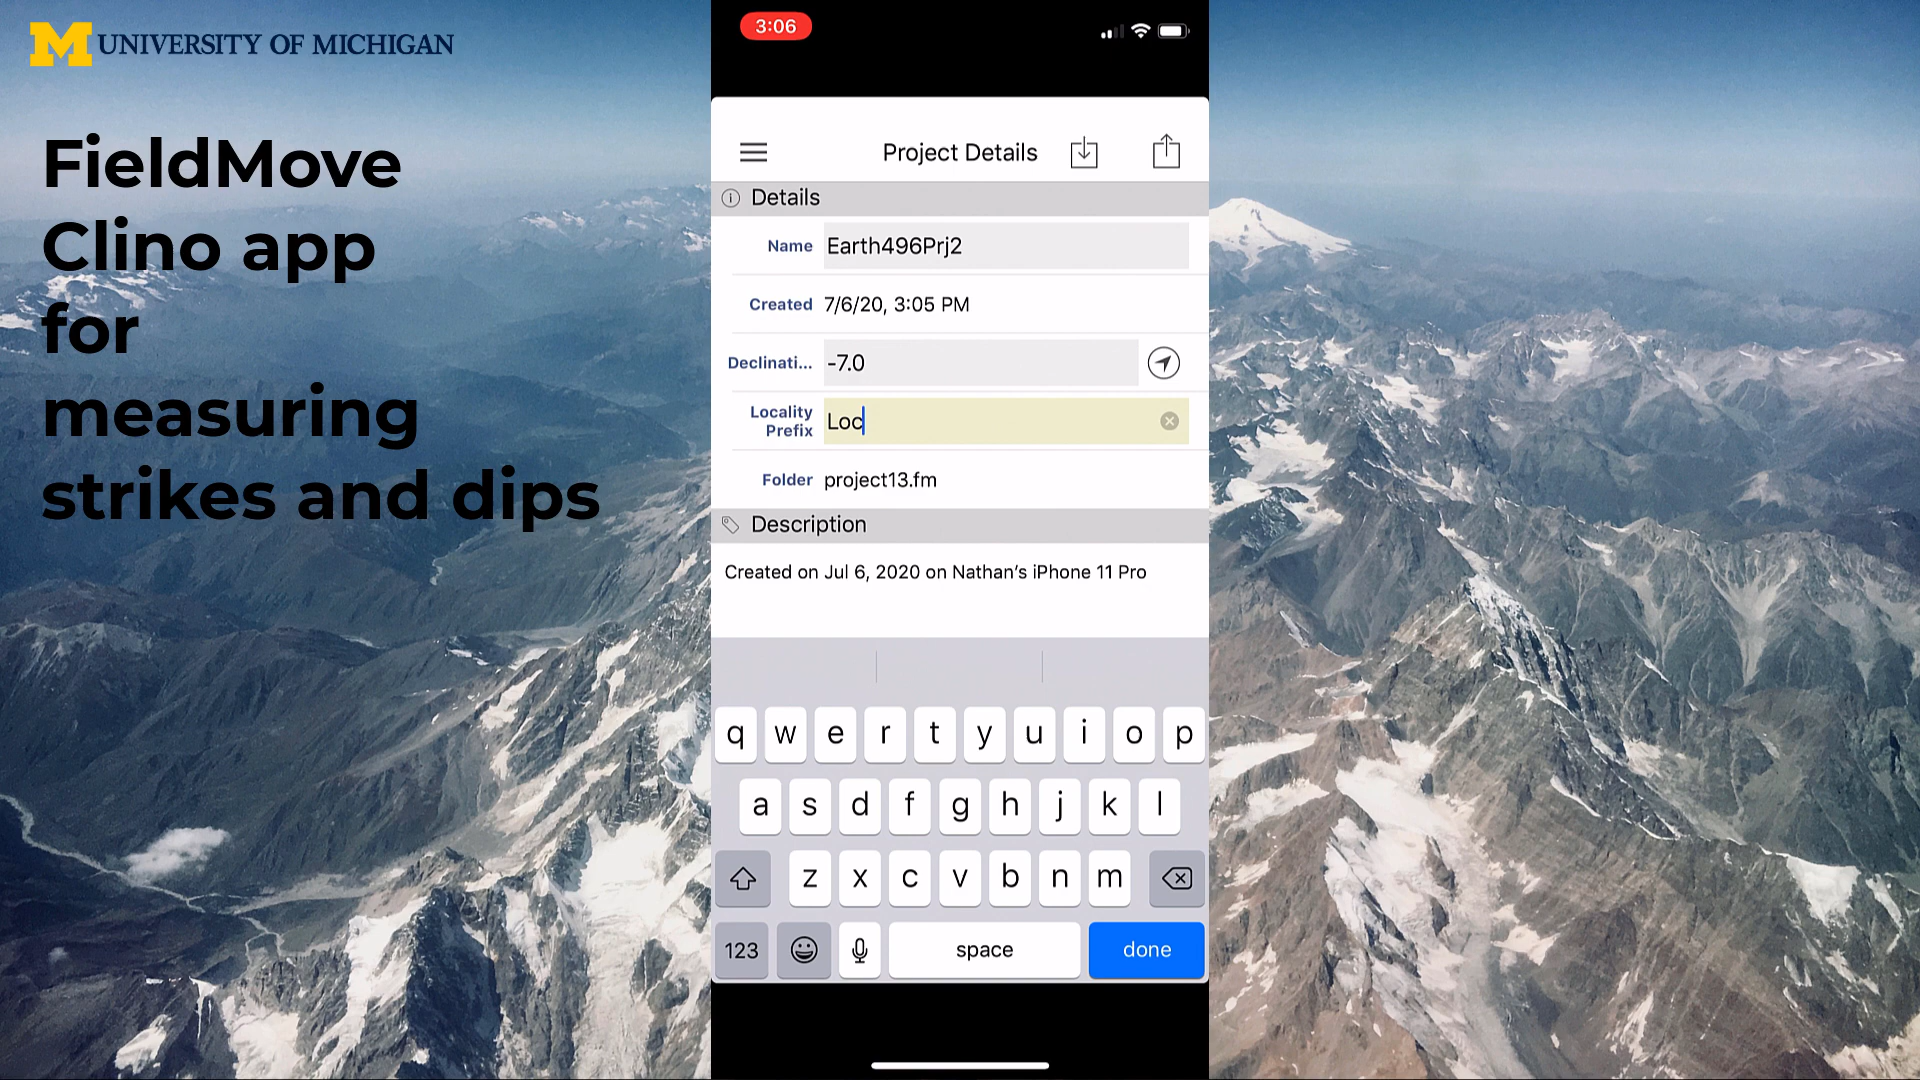 M UNIVERSITY OF MICHIGAN
FieldMove
Clino app
for
measuring
strikes and dips
3:06
Project Details
Details
Name Earth496Prj2
Created 7/6/20, 3:05 PM
Declinati... -7.0
Locality
Prefix
Loc
Folder project13.fm
Description
Created on Jul 6, 2020 on Nathan's iPhone 11 Pro
q w e r t y u i o p
a s d f g h j k l
z x c v b n m
123 space done